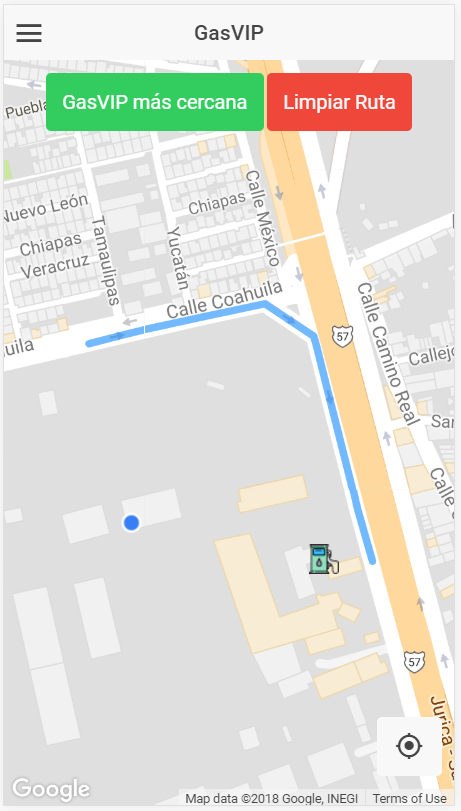 GasVIP
GasVIP más cercana
Limpiar Ruta
Puebla
Nuevo León
Chiapas
Calle México
Chiapas
Veracruz
Tamaulipas
Yucatán
Calle Coahuila
uila
57
Calle Camino Real
Callejo
San
Calle C
57
Jurica - S
Google
Map data ©2018 Google, INEGI
Terms of Use